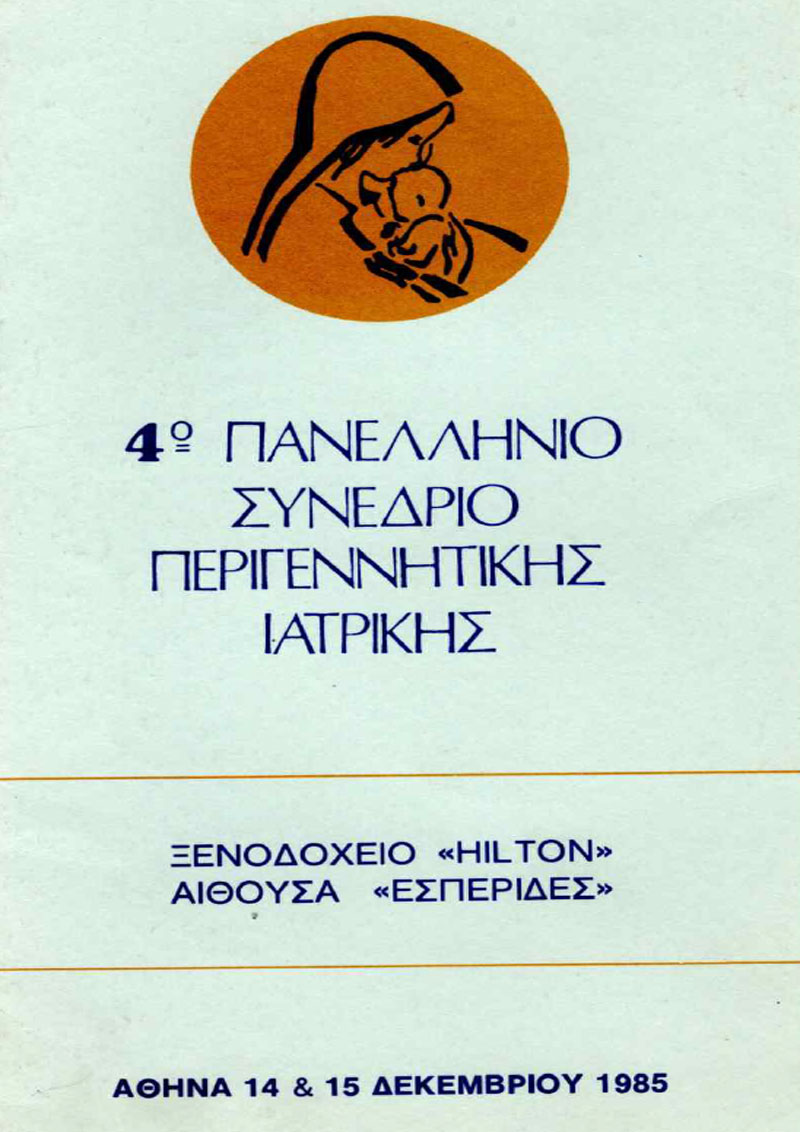 4º ΠΑΝΕΛΛΗΝΙΟ
ΣΥΝΕΔΡΙΟ
ΠΕΡΙΓΕΝΝΗΤΙΚΗΣ
ΙΑΤΡΙΚΗΣ
ΞΕΝΟΔΟΧΕΙΟ «HILTON»
ΑΙΘΟΥΣΑ «ΕΣΠΕΡΙΔΕΣ»
ΑΘΗΝΑ 14 & 15 ΔΕΚΕΜΒΡΙΟΥ 1985